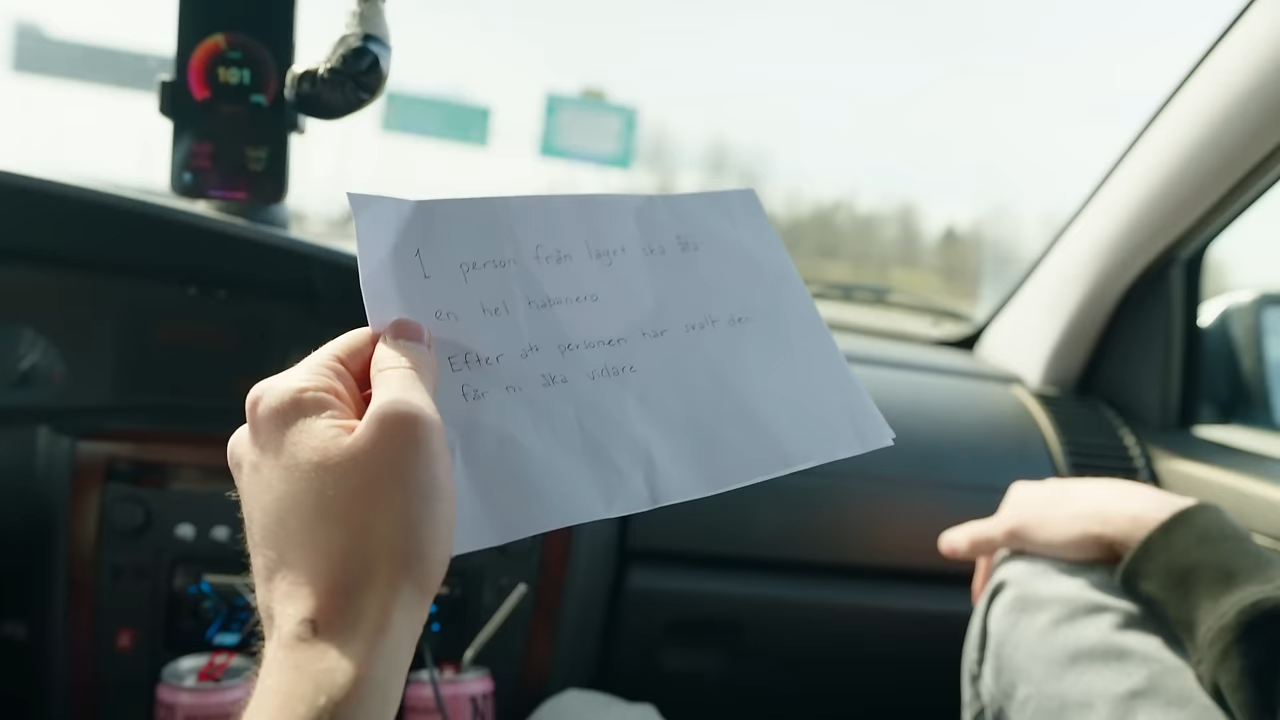 101
1 person från laget ska äta
en hel habanero
Efter att personen har svalt den
får ni åka vidare